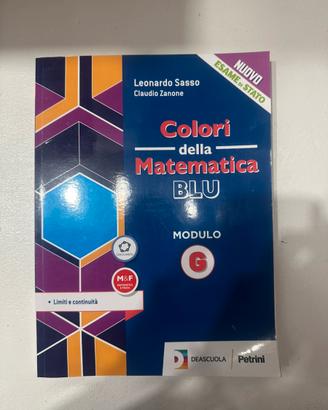 Leonardo Sasso
Claudio Zanone
NUOVO
ESAME DI STATO
Colori
della
Matematica
BLU
MODULO
G
M&F
• Limiti e continuità
DEASCUOLA
Petrini